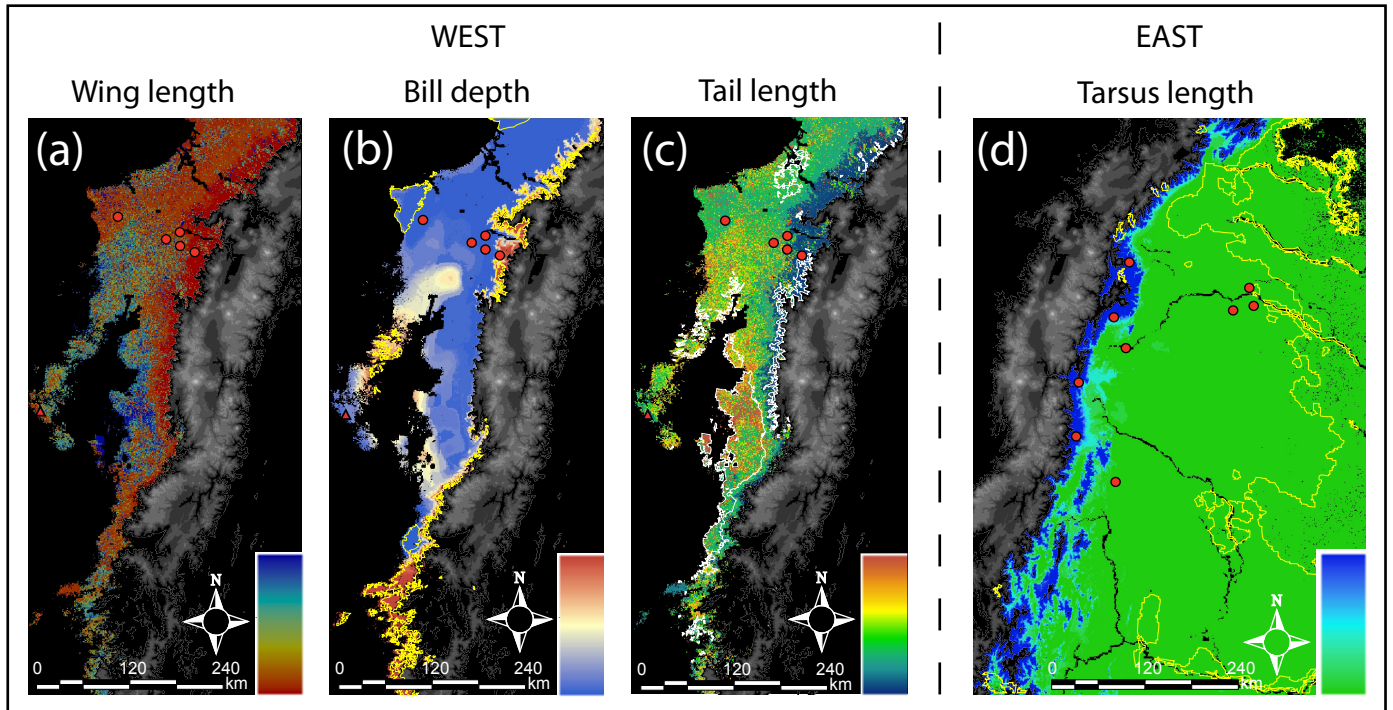 WEST
EAST
Wing length
Bill depth
Tail length
Tarsus length
(a)
(b)
(c)
(d)
N
N
N
N
0 120 240
km
0 120 240
km
0 120 240
km
0 120 240
km